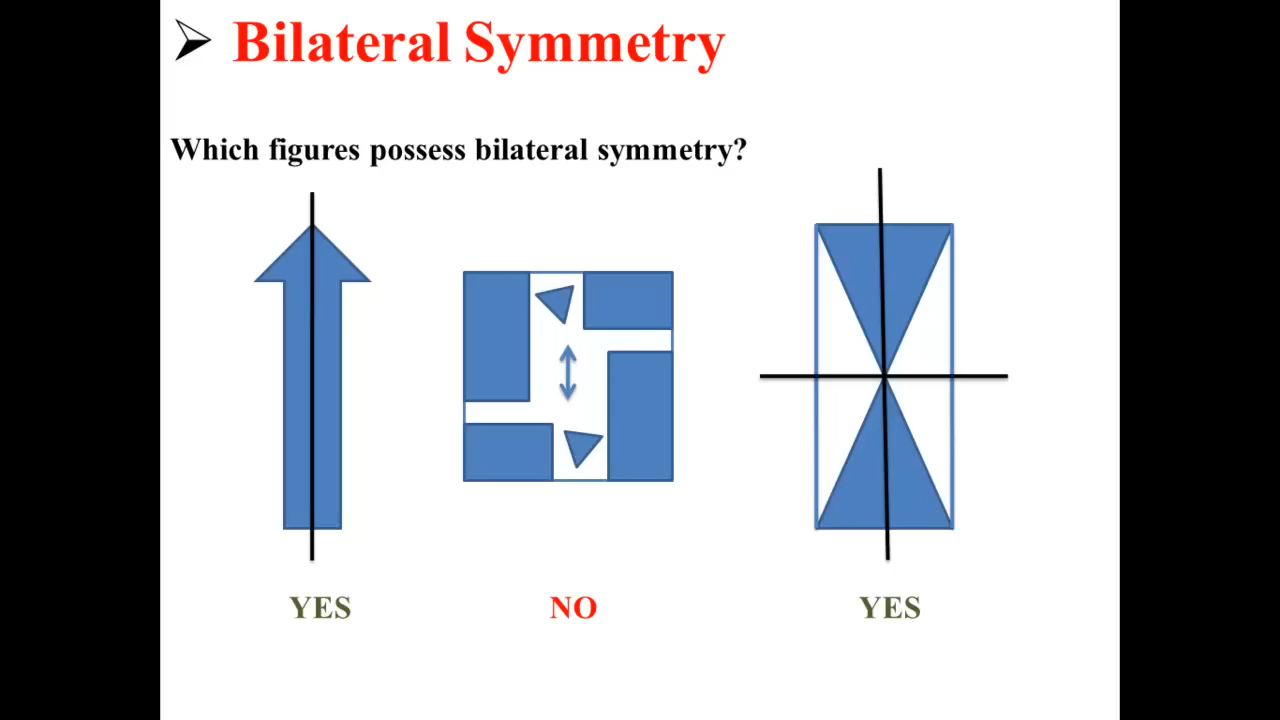 Bilateral Symmetry
Which figures possess bilateral symmetry?
YES
NO
YES